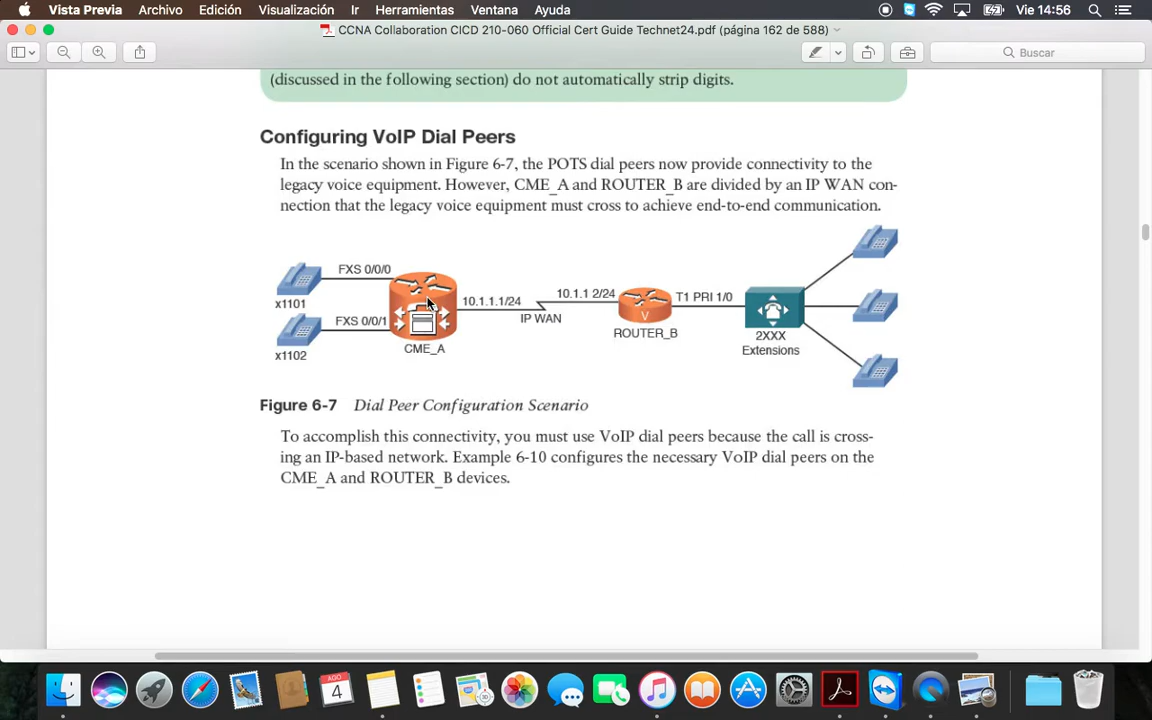 Vista Previa Archivo Edición Visualización Ir Herramientas Ventana Ayuda Vie 14:56
CCNA Collaboration CICD 210-060 Official Cert Guide Technet24.pdf (página 162 de 588)
Buscar
(discussed in the following section) do not automatically strip digits.
Configuring VoIP Dial Peers
In the scenario shown in Figure 6-7, the POTS dial peers now provide connectivity to the
legacy voice equipment. However, CME_A and ROUTER_B are divided by an IP WAN con-
nection that the legacy voice equipment must cross to achieve end-to-end communication.
FXS 0/0/0
x1101
FXS 0/0/1
x1102
CME_A
10.1.1.1/24
IP WAN
10.1.1 2/24
V
ROUTER_B
T1 PRI 1/0
2XXX
Extensions
Figure 6-7 Dial Peer Configuration Scenario
To accomplish this connectivity, you must use VoIP dial peers because the call is cross-
ing an IP-based network. Example 6-10 configures the necessary VoIP dial peers on the
CME_A and ROUTER_B devices.
AGO
4